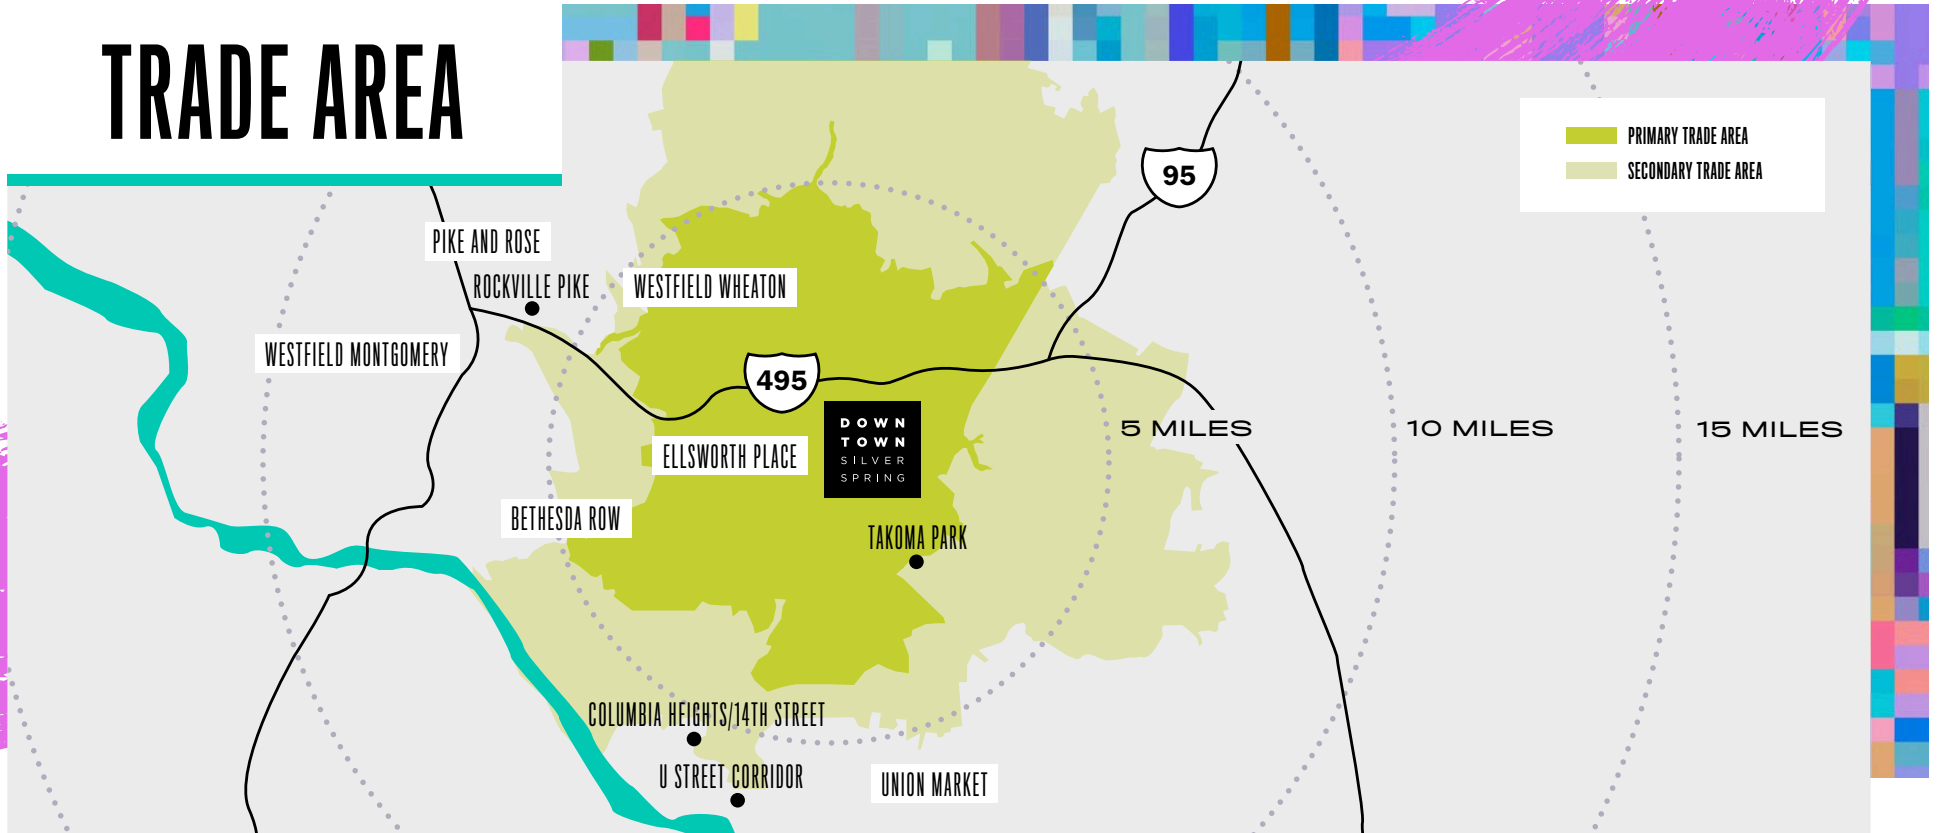 TRADE AREA
PRIMARY TRADE AREA
SECONDARY TRADE AREA
95
PIKE AND ROSE
ROCKVILLE PIKE
WESTFIELD WHEATON
WESTFIELD MONTGOMERY
495
DOWN
TOWN
SILVER
SPRING
5 MILES
10 MILES
15 MILES
ELLSWORTH PLACE
BETHESDA ROW
TAKOMA PARK
COLUMBIA HEIGHTS/14TH STREET
U STREET CORRIDOR
UNION MARKET